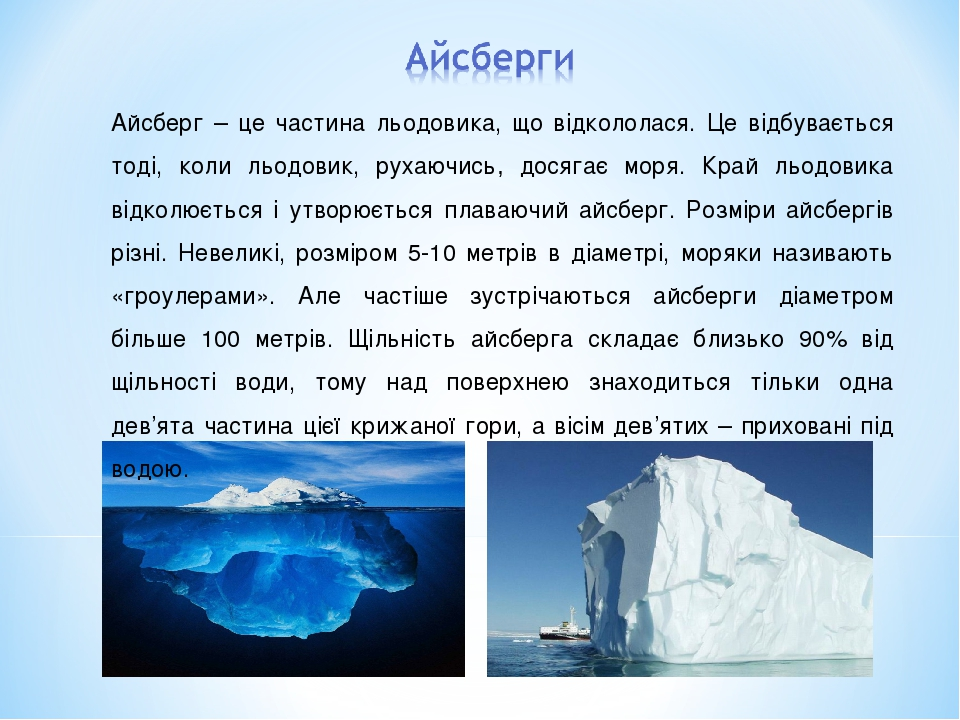 Айсберги
Айсберг – це частина льодовика, що відкололася. Це відбувається
тоді, коли льодовик, рухаючись, досягає моря. Край льодовика
відколюється і утворюється плаваючий айсберг. Розміри айсбергів
різні. Невеликі, розміром 5-10 метрів в діаметрі, моряки називають
«гроулерами». Але частіше зустрічаються айсберги діаметром
більше 100 метрів. Щільність айсберга складає близько 90% від
щільності води, тому над поверхнею знаходиться тільки одна
дев’ята частина цієї крижаної гори, а вісім дев’ятих – приховані під
водою.